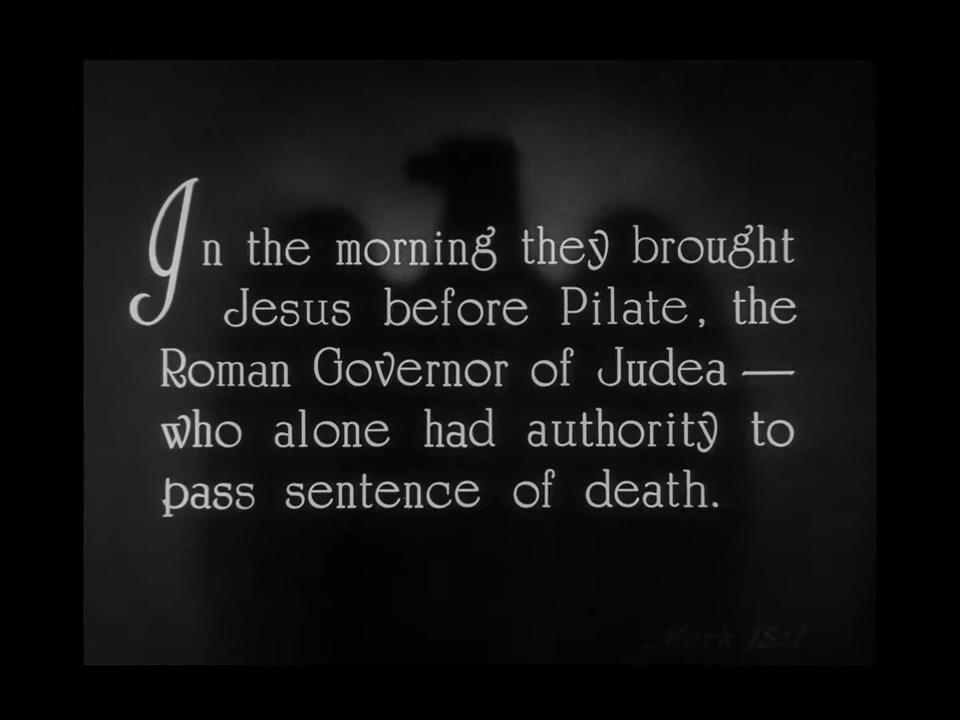 In the morning they brought
Jesus before Pilate, the
Roman Governor of Judea —
who alone had authority to
pass sentence of death.
Mark 15:1